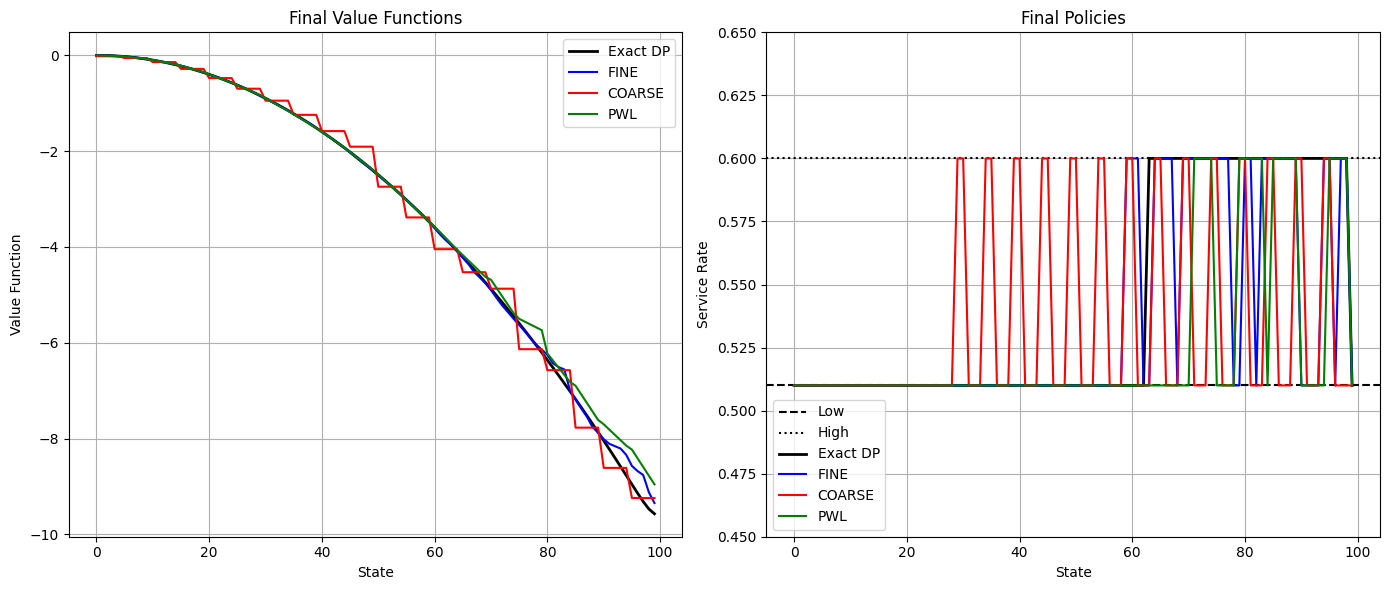 Final Value Functions
Value Function
0
−2
−4
−6
−8
−10
Exact DP
FINE
COARSE
PWL
0
20
40
60
80
100
State
Final Policies
Service Rate
0.650
0.625
0.600
0.575
0.550
0.525
0.500
0.475
0.450
Low
High
Exact DP
FINE
COARSE
PWL
0
20
40
60
80
100
State